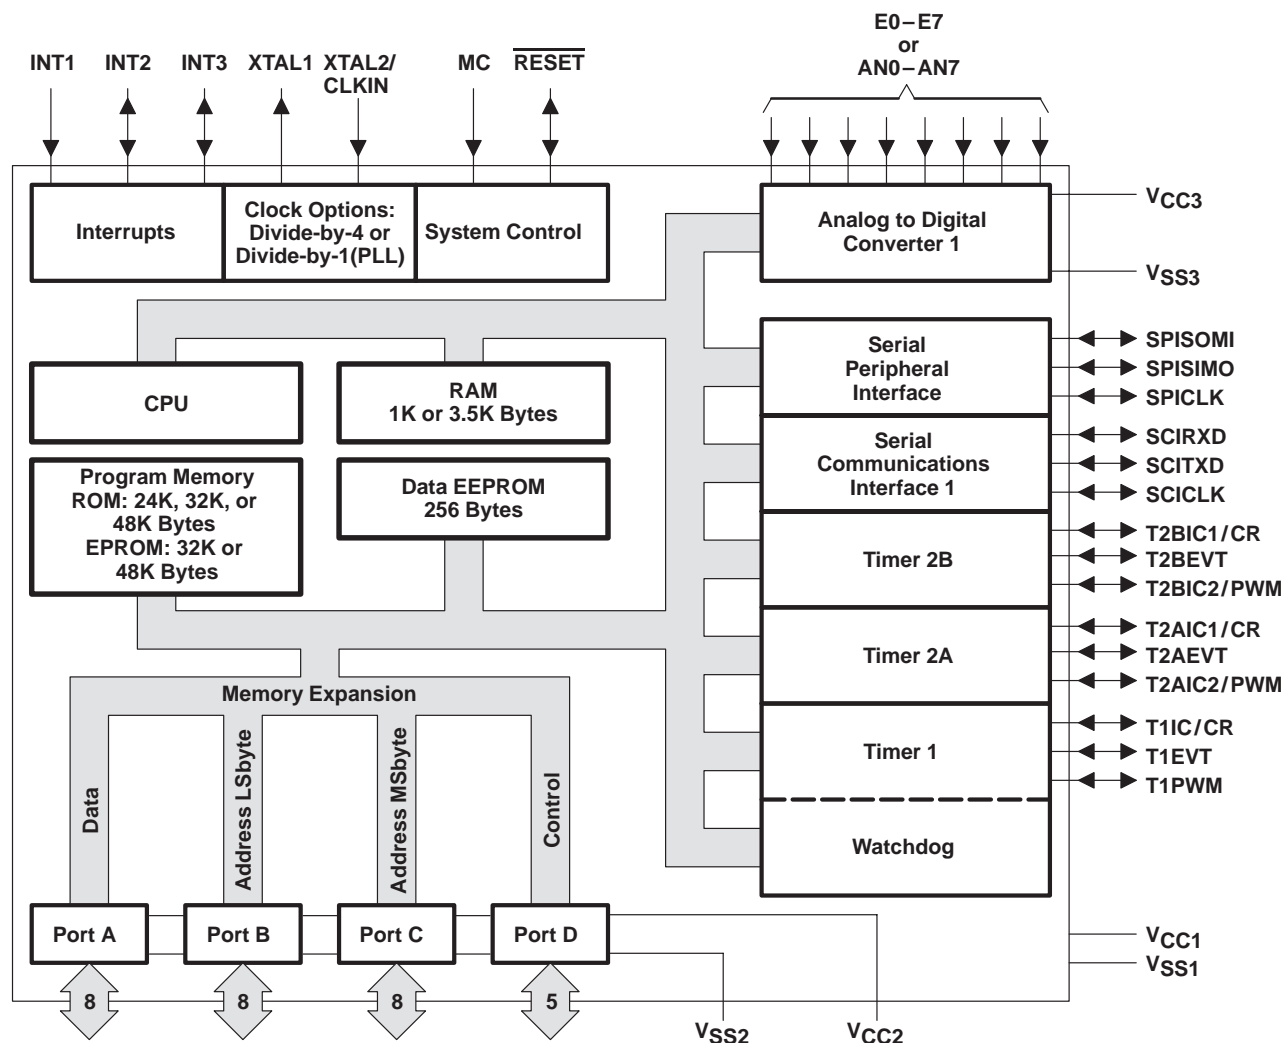 E0–E7
or
AN0–AN7
INT1 INT2 INT3 XTAL1 XTAL2/ MC RESET
CLKIN
Interrupts
Clock Options:
Divide-by-4 or
Divide-by-1(PLL)
System Control
Analog to Digital
Converter 1
VCC3
VSS3
CPU
RAM
1K or 3.5K Bytes
Serial
Peripheral
Interface
SPISOMI
SPISIMO
SPICLK
Program Memory
ROM: 24K, 32K, or
48K Bytes
EPROM: 32K or
48K Bytes
Data EEPROM
256 Bytes
Serial
Communications
Interface 1
SCIRXD
SCITXD
SCICLK
Timer 2B
T2BIC1/CR
T2BEVT
T2BIC2/PWM
Timer 2A
T2AIC1/CR
T2AEVT
T2AIC2/PWM
Memory Expansion
Timer 1
T1IC/CR
T1EVT
T1PWM
Data
Address LSbyte
Address MSbyte
Control
Watchdog
Port A
Port B
Port C
Port D
VCC1
VSS1
8
8
8
5
VSS2
VCC2